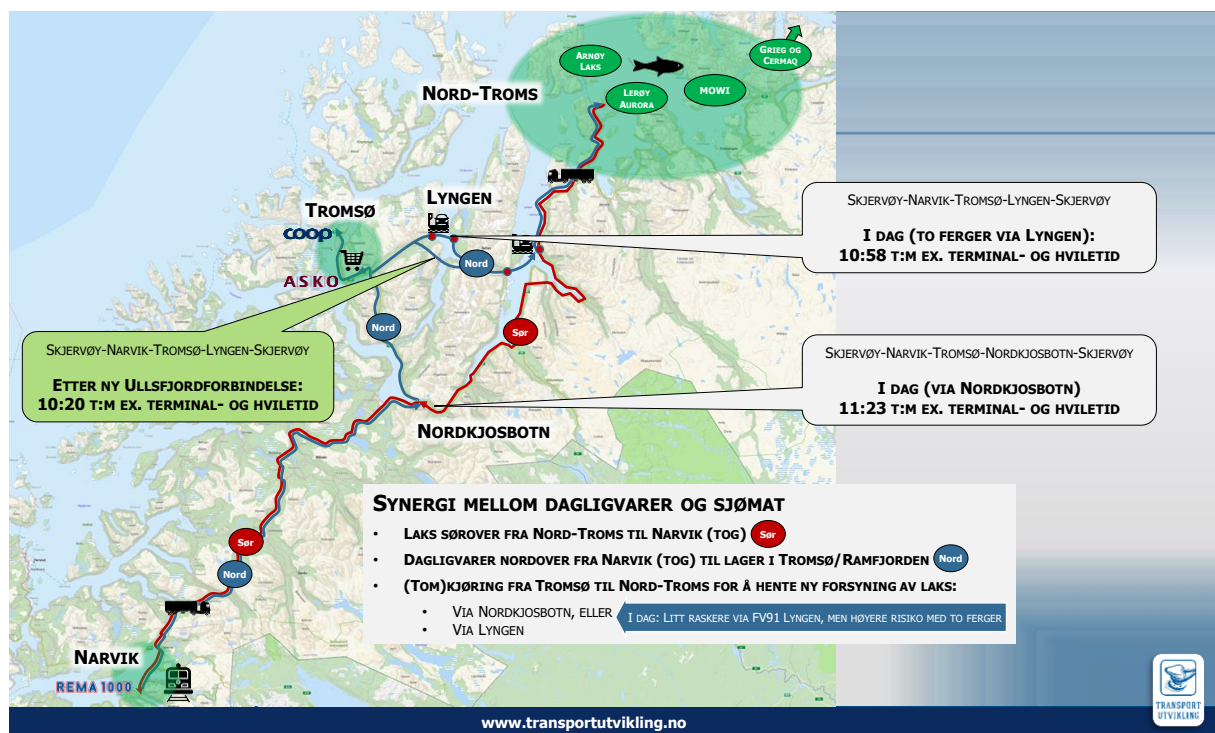 Nord-Troms
Arnøy
Laks
Lerøy
Aurora
MOWI
Grieg og
Cermaq
Lyngen
Tromsø
coop
ASKO
Nord
Nord
Sør
Skjervøy-Narvik-Tromsø-Lyngen-Skjervøy
I dag (to ferger via Lyngen):
10:58 t:m ex. terminal- og hviletid
Skjervøy-Narvik-Tromsø-Lyngen-Skjervøy
Etter ny Ullsfjordforbindelse:
10:20 t:m ex. terminal- og hviletid
Skjervøy-Narvik-Tromsø-Nordkjosbotn-Skjervøy
I dag (via Nordkjosbotn)
11:23 t:m ex. terminal- og hviletid
Nordkjosbotn
Synergi mellom dagligvarer og sjømat
• Laks sørover fra Nord-Troms til Narvik (tog) Sør
• Dagligvarer nordover fra Narvik (tog) til lager i Tromsø/Ramfjorden Nord
• (Tom)kjøring fra Tromsø til Nord-Troms for å hente ny forsyning av laks:
• Via Nordkjosbotn, eller
• Via Lyngen
I dag: Litt raskere via FV91 Lyngen, men høyere risiko med to ferger
Sør
Nord
Narvik
REMA 1000
www.transportutvikling.no
TRANSPORT
UTVIKLING